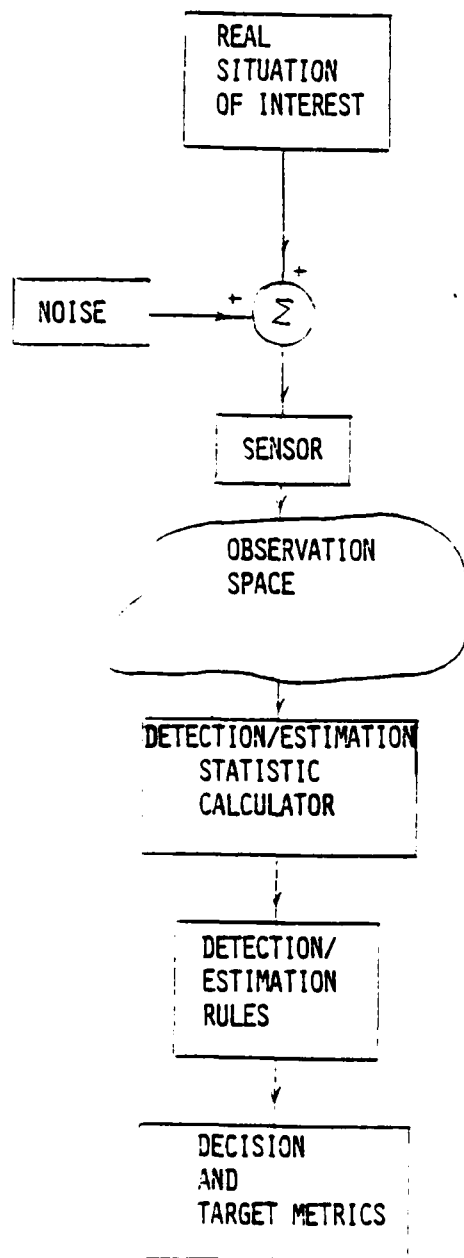 REAL
SITUATION
OF INTEREST
+
+
NOISE
Σ
SENSOR
OBSERVATION
SPACE
DETECTION/ESTIMATION
STATISTIC
CALCULATOR
DETECTION/
ESTIMATION
RULES
DECISION
AND
TARGET METRICS